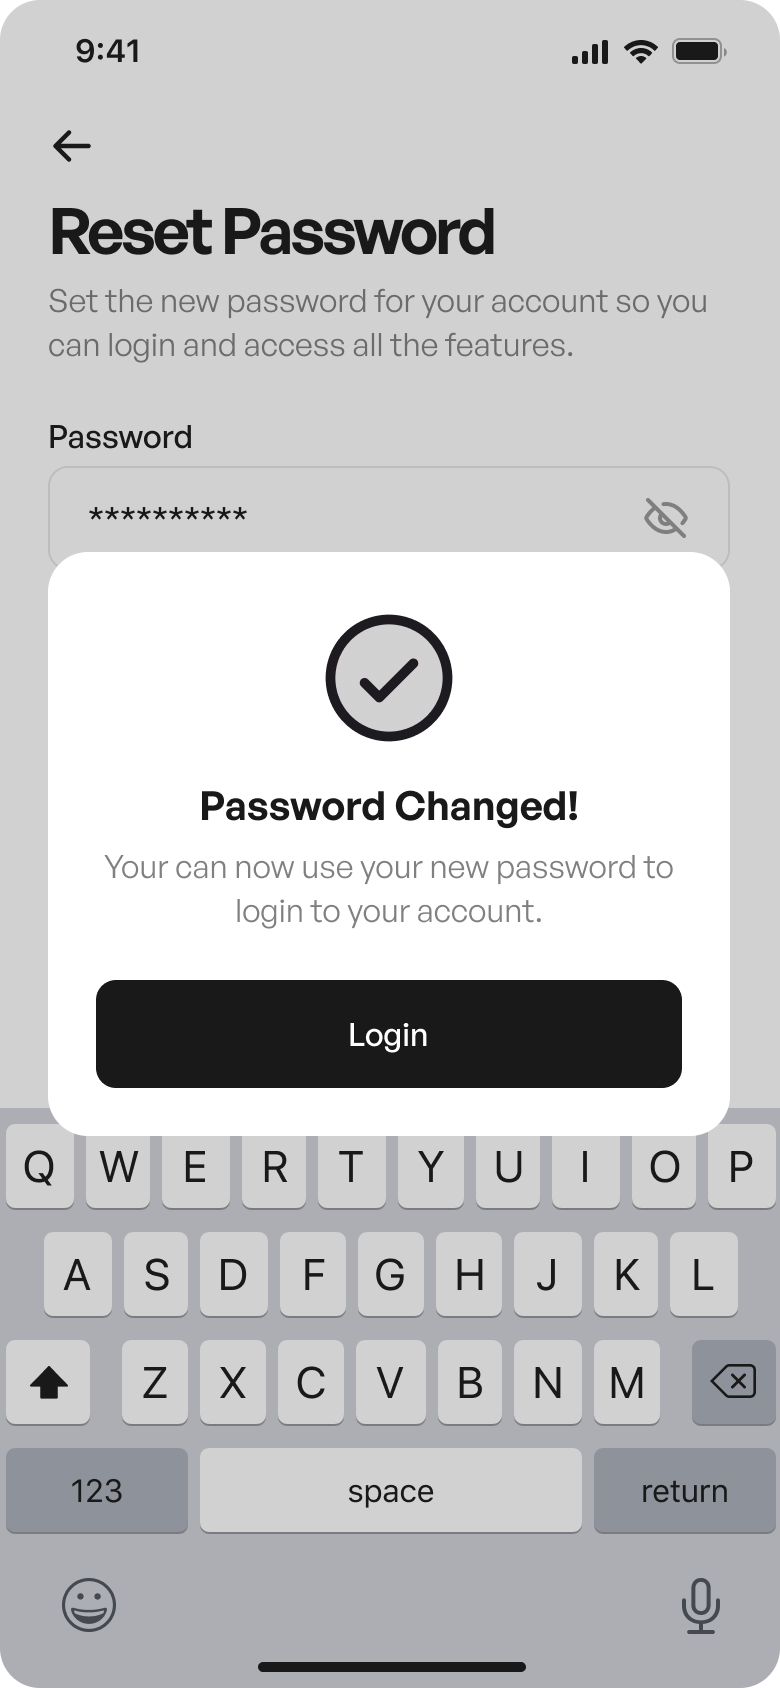 9:41
Reset Password
Set the new password for your account so you
can login and access all the features.
Password
**********
Password Changed!
Your can now use your new password to
login to your account.
Login
Q W E R T Y U I O P
A S D F G H J K L
Z X C V B N M
123 space return